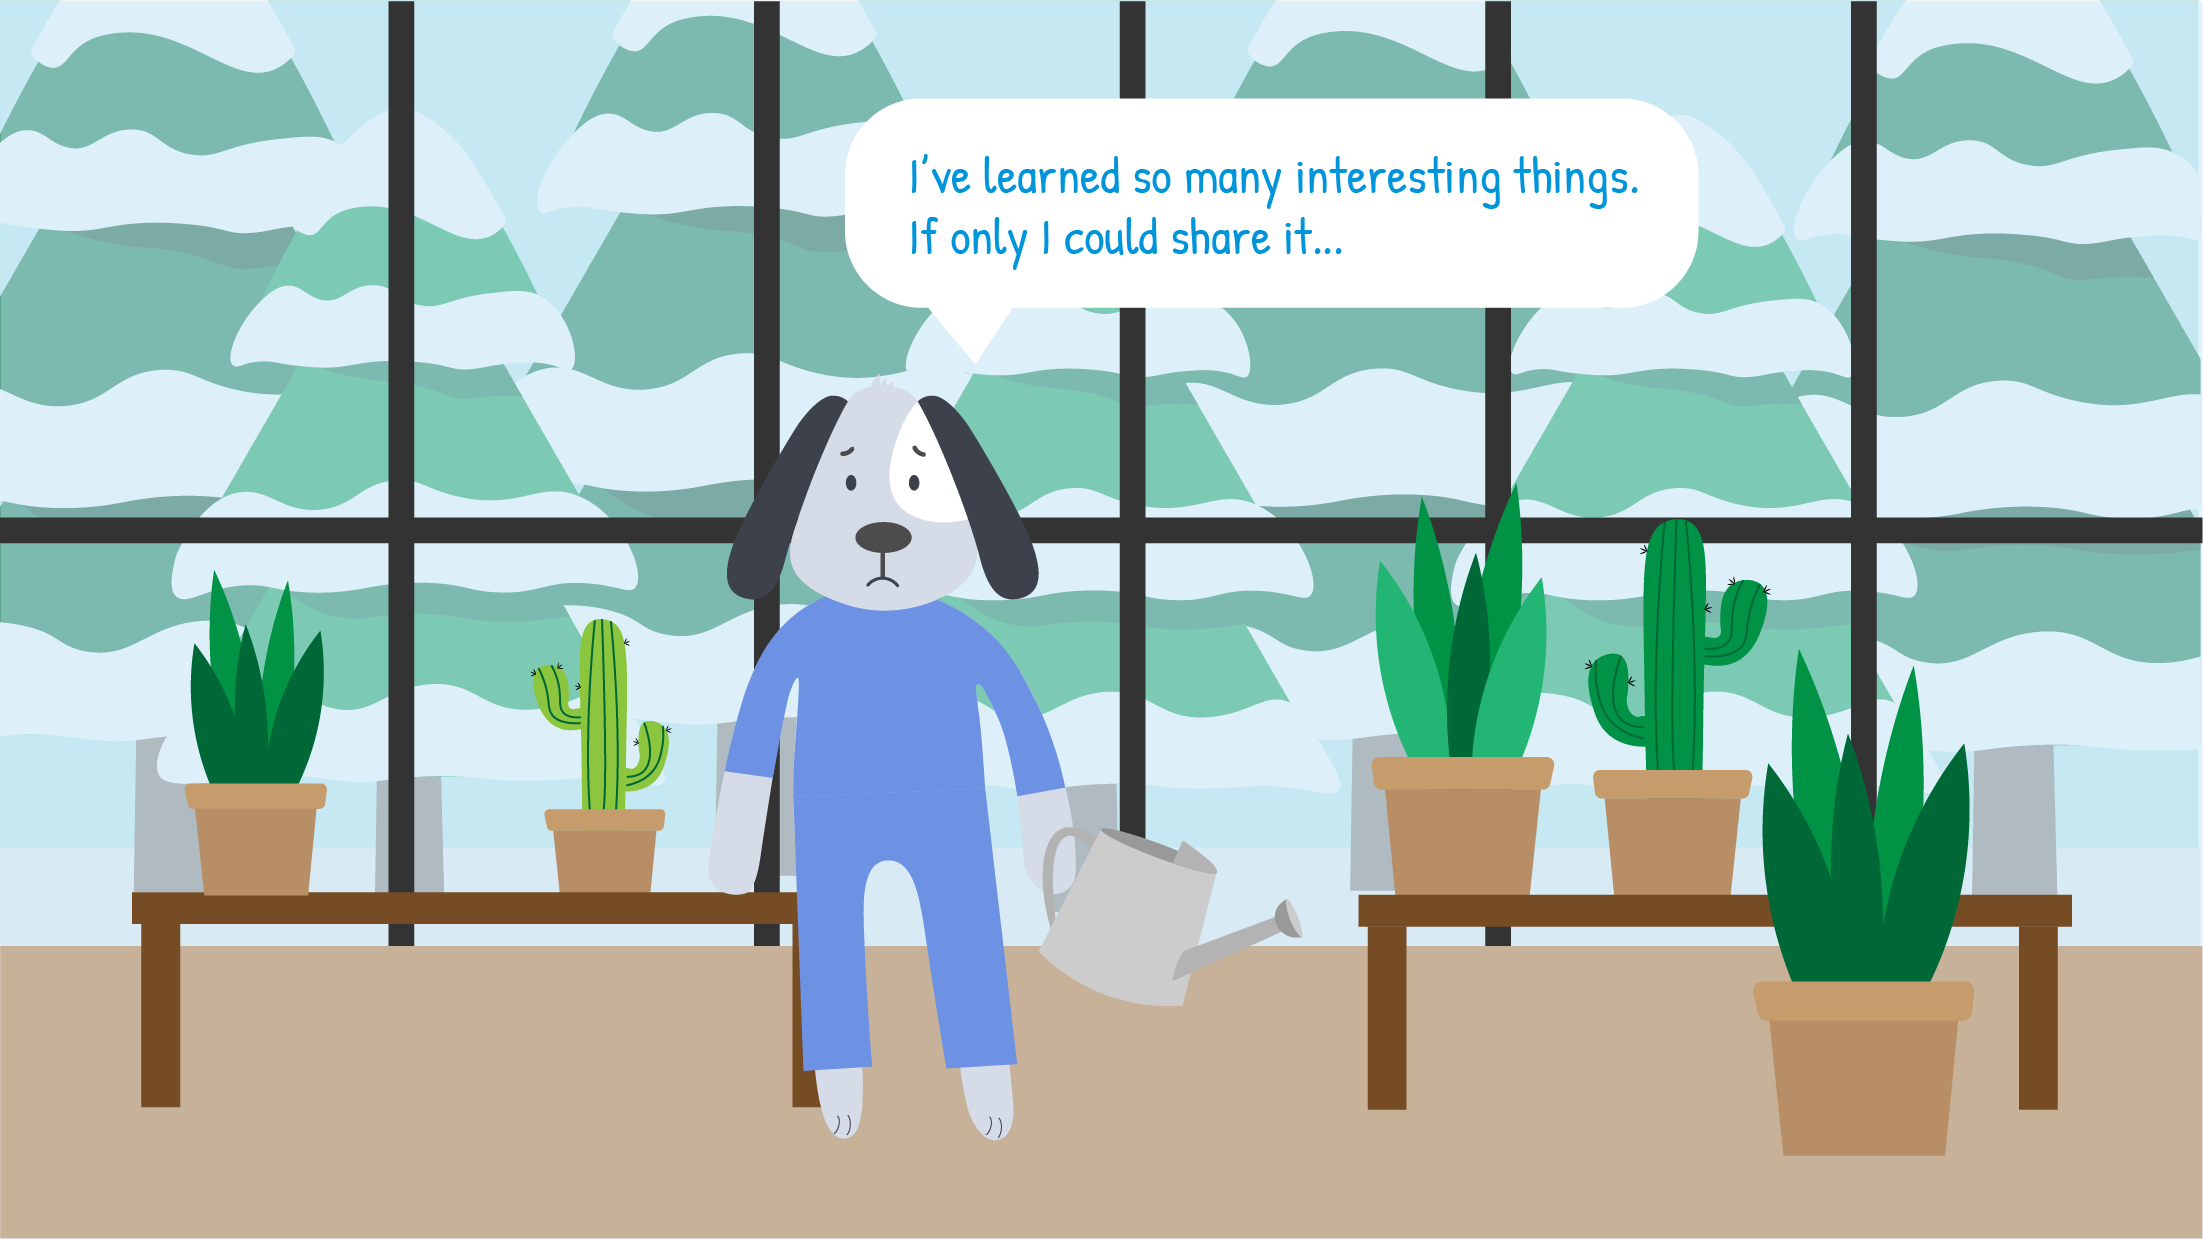 I've learned so many interesting things.
If only I could share it...